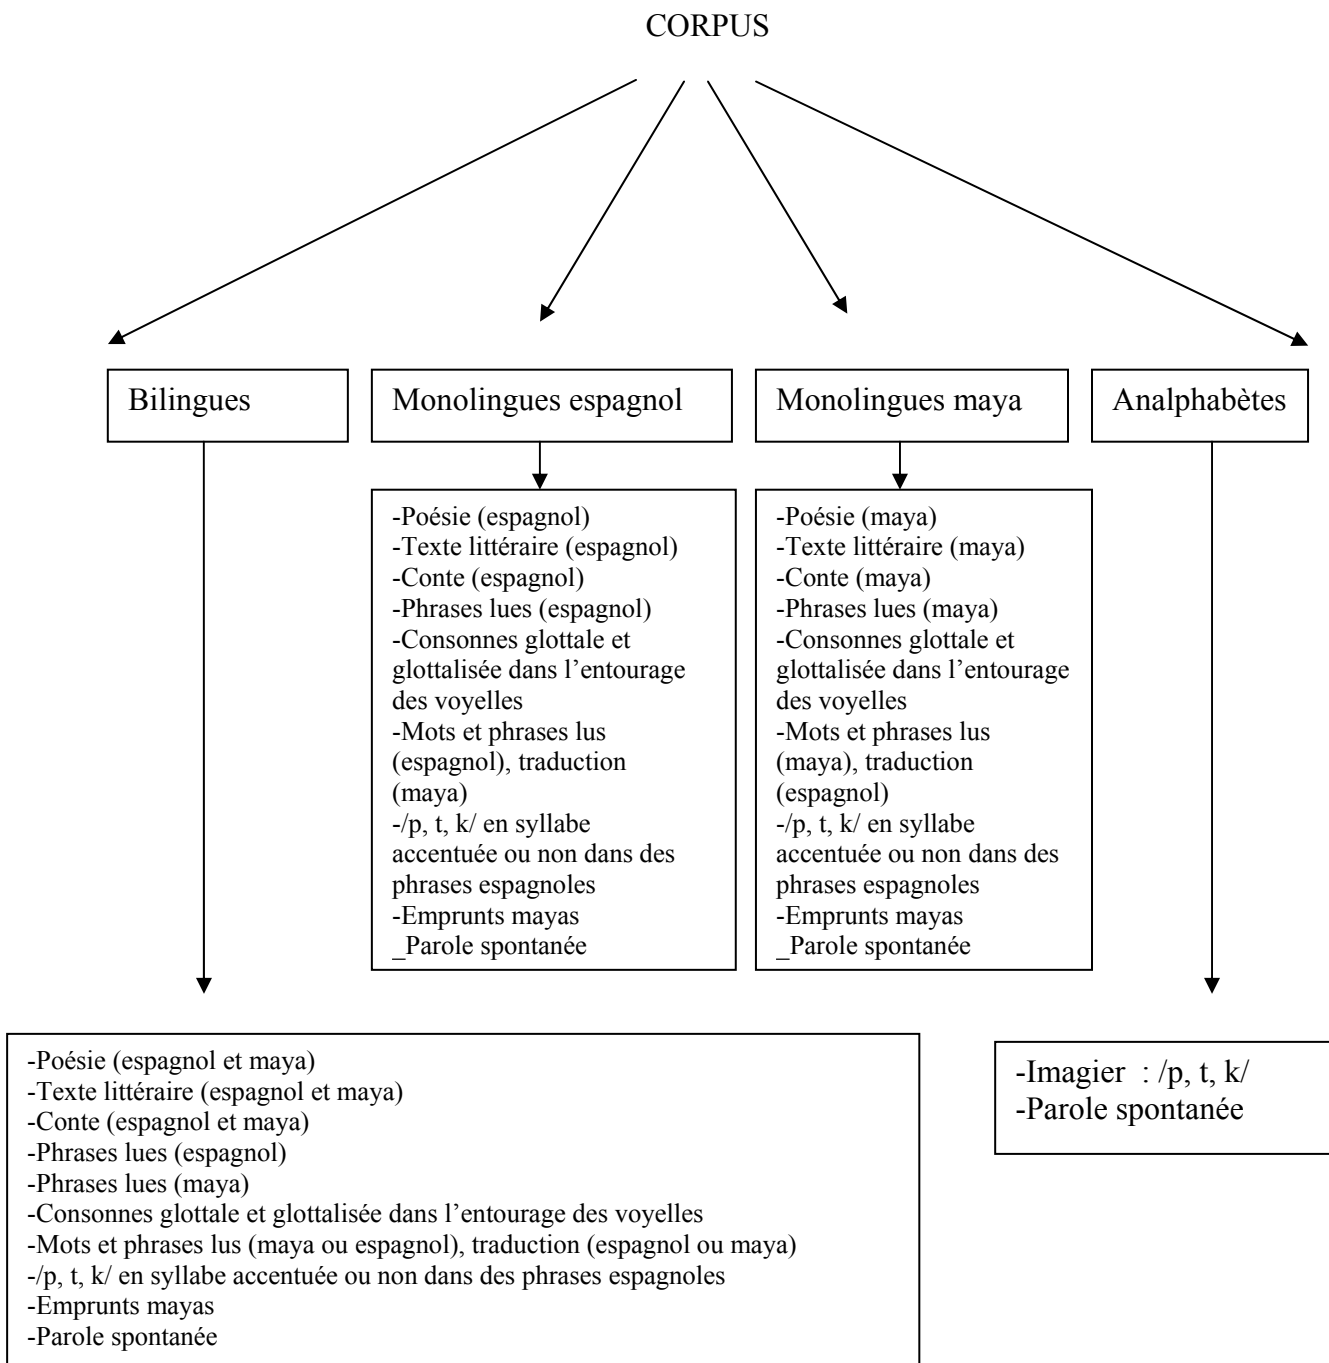 CORPUS
Bilingues
Monolingues espagnol
Monolingues maya
Analphabètes
-Poésie (espagnol)
-Texte littéraire (espagnol)
-Conte (espagnol)
-Phrases lues (espagnol)
-Consonnes glottale et
glottalisée dans l’entourage
des voyelles
-Mots et phrases lus
(espagnol), traduction
(maya)
-/p, t, k/ en syllabe
accentuée ou non dans des
phrases espagnoles
-Emprunts mayas
_Parole spontanée
-Poésie (maya)
-Texte littéraire (maya)
-Conte (maya)
-Phrases lues (maya)
-Consonnes glottale et
glottalisée dans l’entourage
des voyelles
-Mots et phrases lus
(maya), traduction
(espagnol)
-/p, t, k/ en syllabe
accentuée ou non dans des
phrases espagnoles
-Emprunts mayas
_Parole spontanée
-Poésie (espagnol et maya)
-Texte littéraire (espagnol et maya)
-Conte (espagnol et maya)
-Phrases lues (espagnol)
-Phrases lues (maya)
-Consonnes glottale et glottalisée dans l’entourage des voyelles
-Mots et phrases lus (maya ou espagnol), traduction (espagnol ou maya)
-/p, t, k/ en syllabe accentuée ou non dans des phrases espagnoles
-Emprunts mayas
-Parole spontanée
-Imagier : /p, t, k/
-Parole spontanée